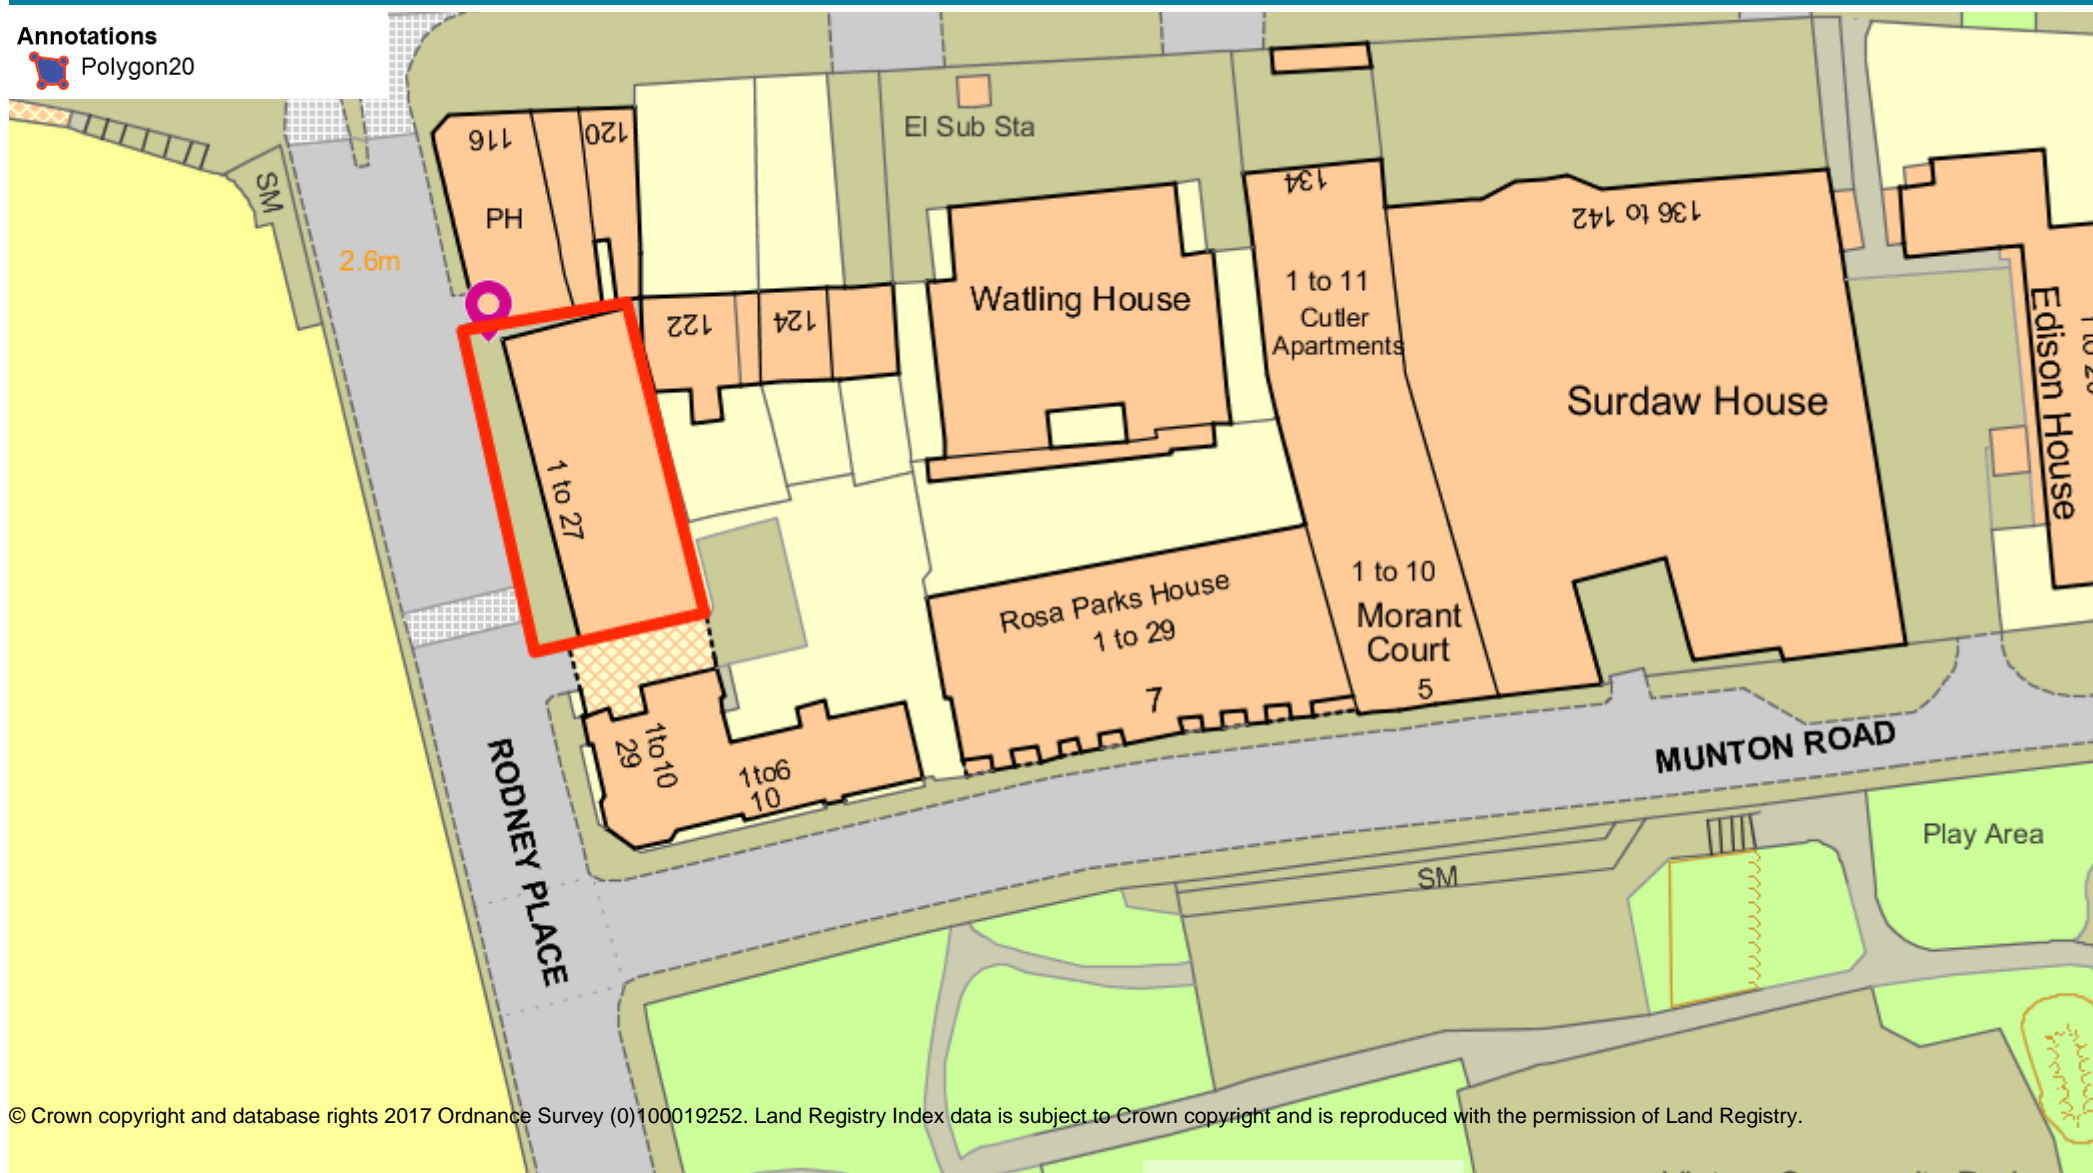 Annotations
Polygon20
116
120
SM
PH
2.6m
El Sub Sta
134
136 to 142
122
124
Watling House
1 to 11
Cutler
Apartments
Surdaw House
Edison House
1 to 27
Rosa Parks House
1 to 29
7
1 to 10
Morant
Court
5
1to10
29
1to6
10
RODNEY PLACE
MUNTON ROAD
Play Area
SM
© Crown copyright and database rights 2017 Ordnance Survey (0)100019252. Land Registry Index data is subject to Crown copyright and is reproduced with the permission of Land Registry.